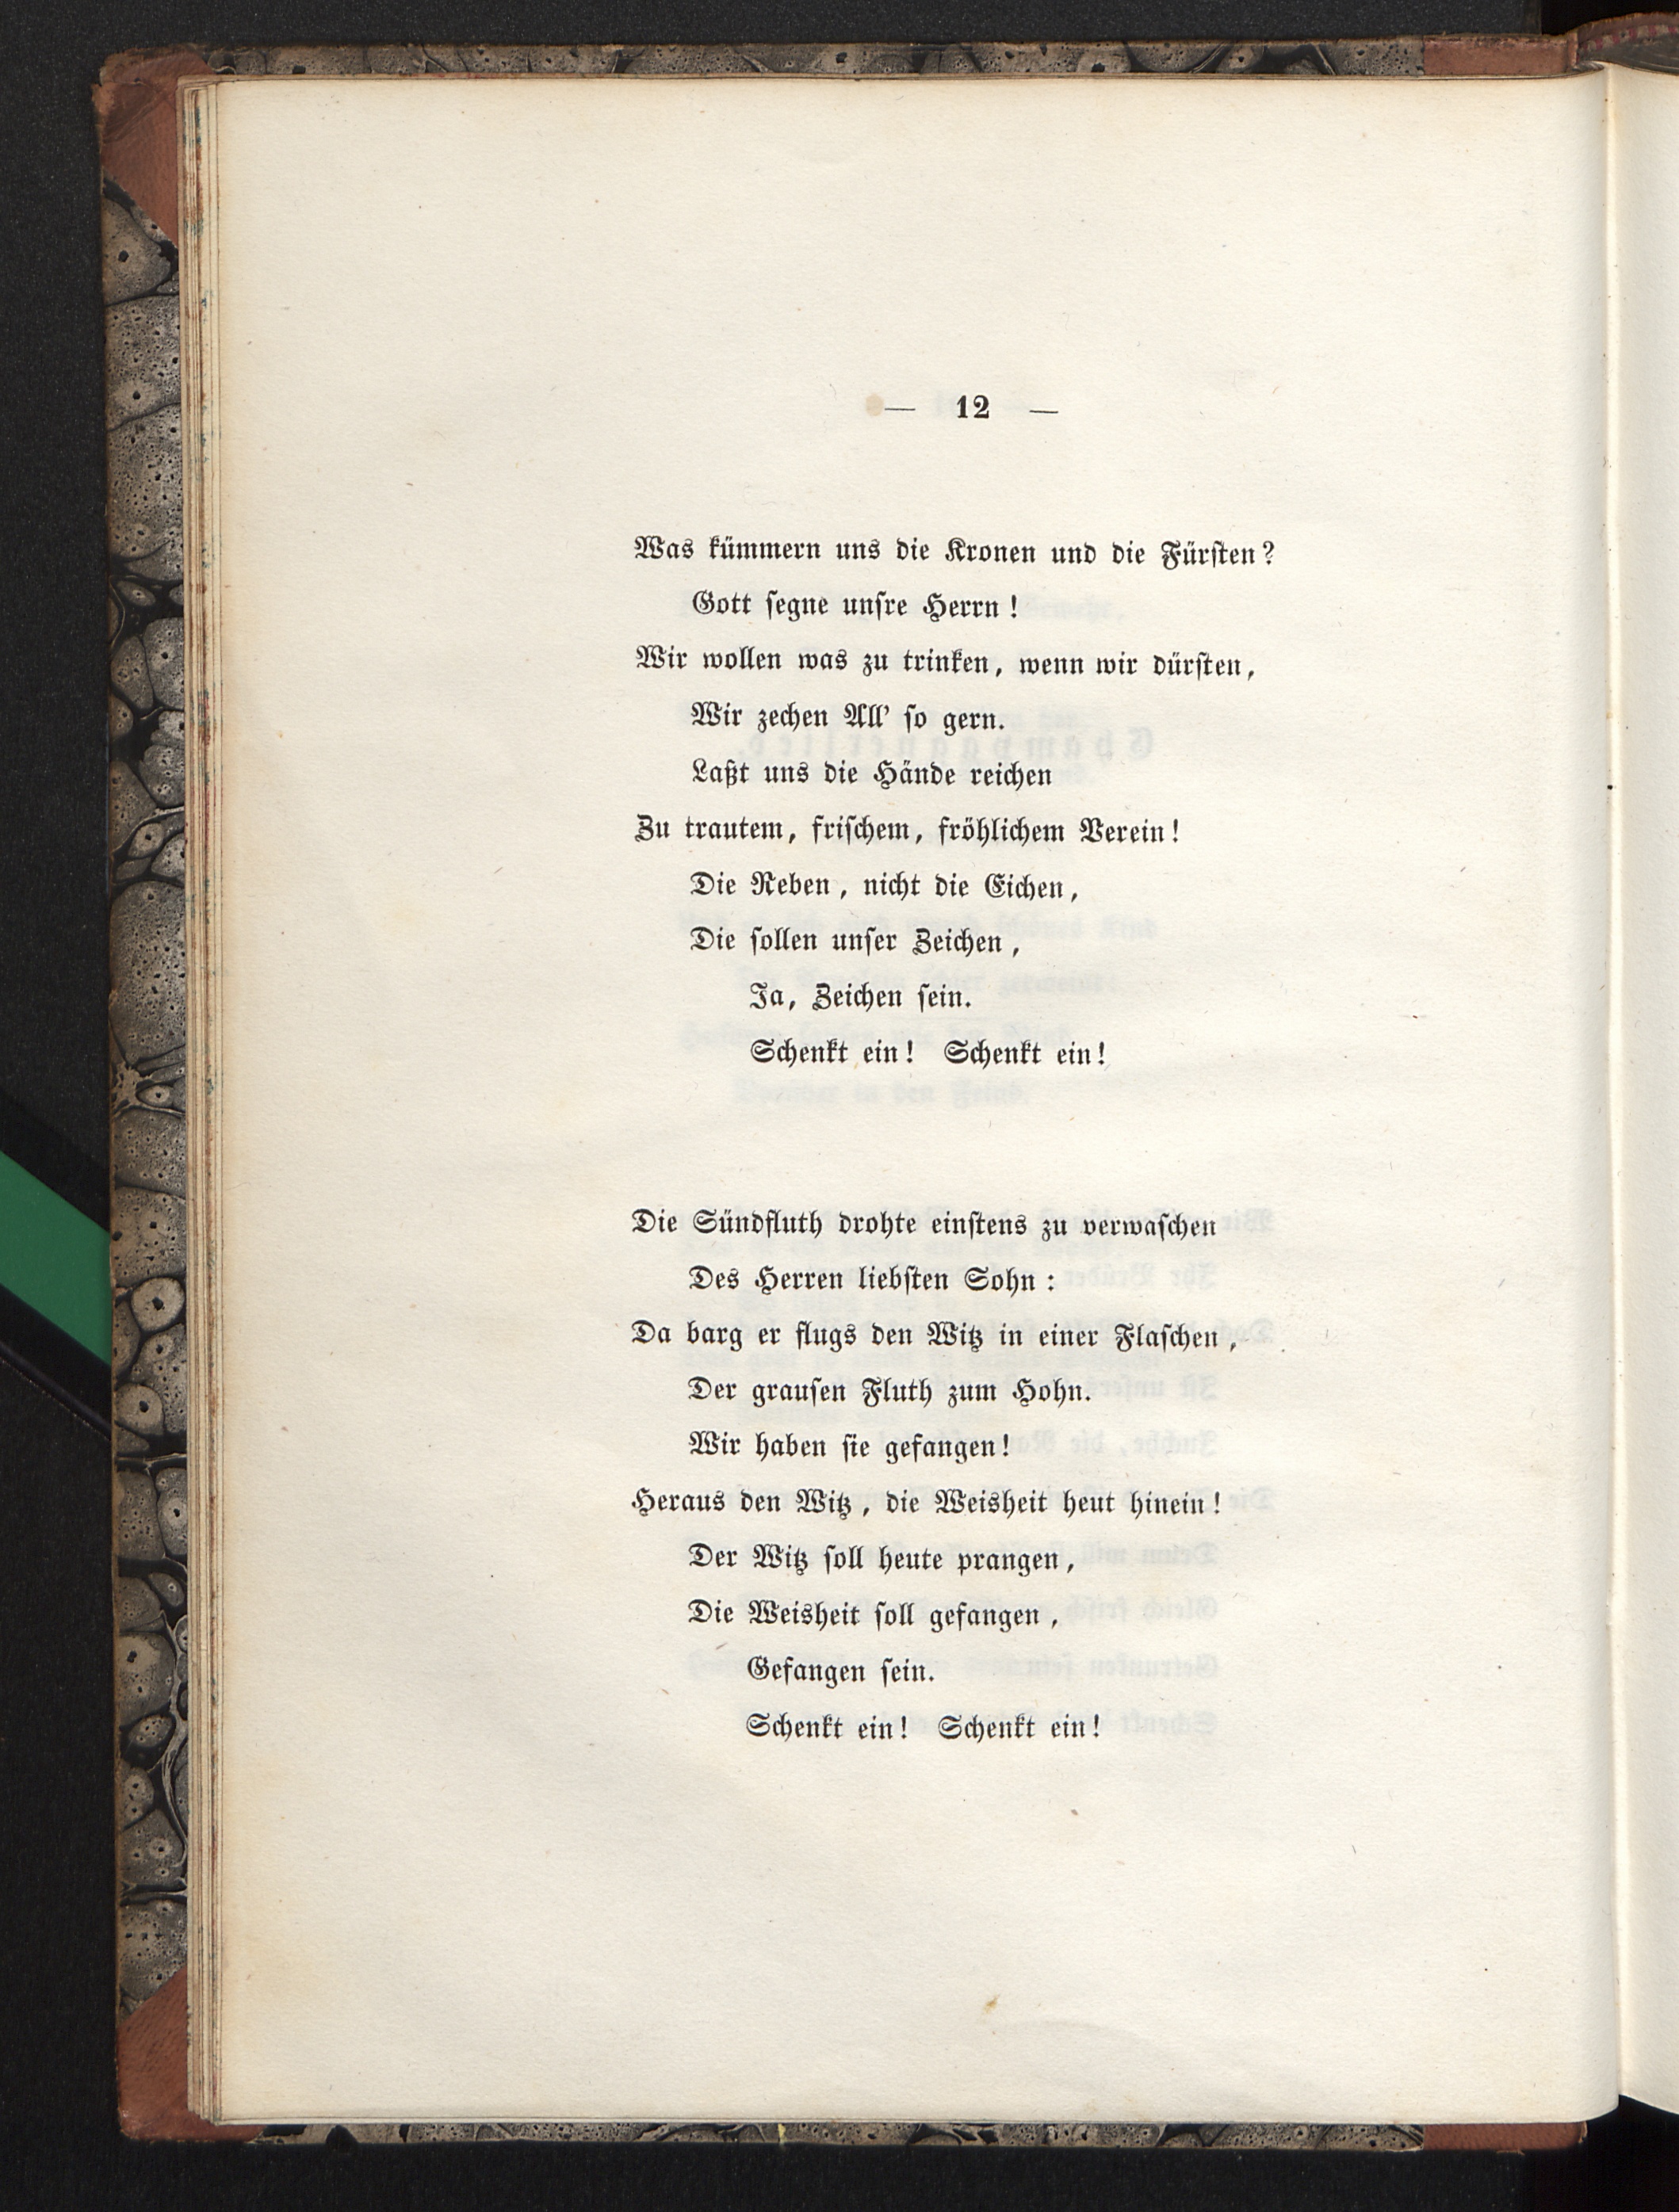 — 12 —
Was kümmern uns die Kronen und die Fürſten?
Gott ſegne unſre Herrn!
Wir wollen was zu trinken, wenn wir dürſten,
Wir zechen All' ſo gern.
Laßt uns die Hände reichen
Zu trautem, friſchem, fröhlichem Verein!
Die Reben, nicht die Eichen,
Die ſollen unſer Zeichen,
Ja, Zeichen ſein.
Schenkt ein! Schenkt ein!
Die Sündfluth drohte einſtens zu verwaſchen
Des Herren liebſten Sohn:
Da barg er flugs den Witz in einer Flaſchen,
Der grauſen Fluth zum Hohn.
Wir haben ſie gefangen!
Heraus den Witz, die Weisheit heut hinein!
Der Witz ſoll heute prangen,
Die Weisheit ſoll gefangen,
Gefangen ſein.
Schenkt ein! Schenkt ein!